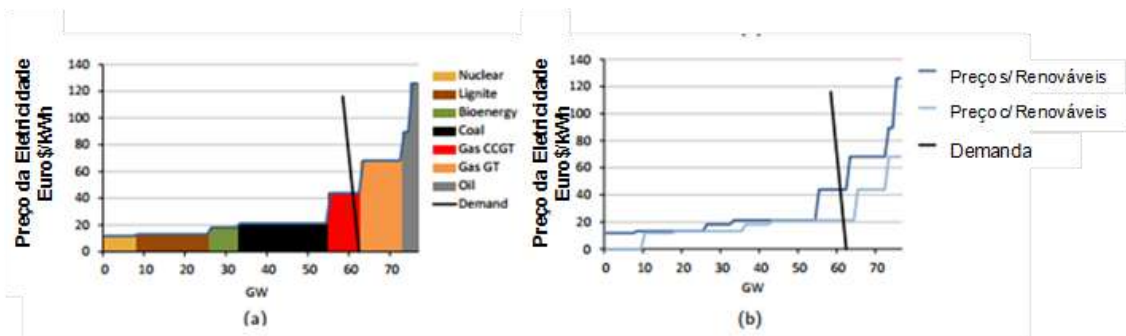 Preço da Eletricidade
Euro$/kWh
140
120
100
80
60
40
20
0
0 10 20 30 40 50 60 70
GW
Nuclear
Lignite
Bioenergy
Coal
Gas CCGT
Gas GT
Oil
Demand
(a)
Preço da Eletricidade
Euro$/kWh
140
120
100
80
60
40
20
0
0 10 20 30 40 50 60 70
GW
(b)
Preço s/ Renováveis
Preço c/ Renováveis
Demanda